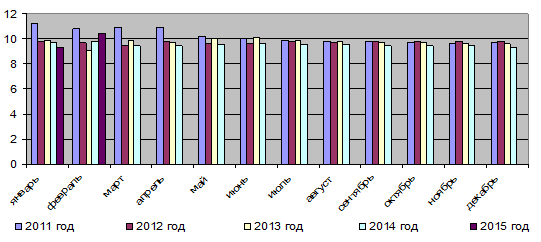 12
10
8
6
4
2
0
январь
февраль
март
апрель
май
июнь
июль
август
сентябрь
октябрь
ноябрь
декабрь
2011 год 2012 год 2013 год 2014 год 2015 год